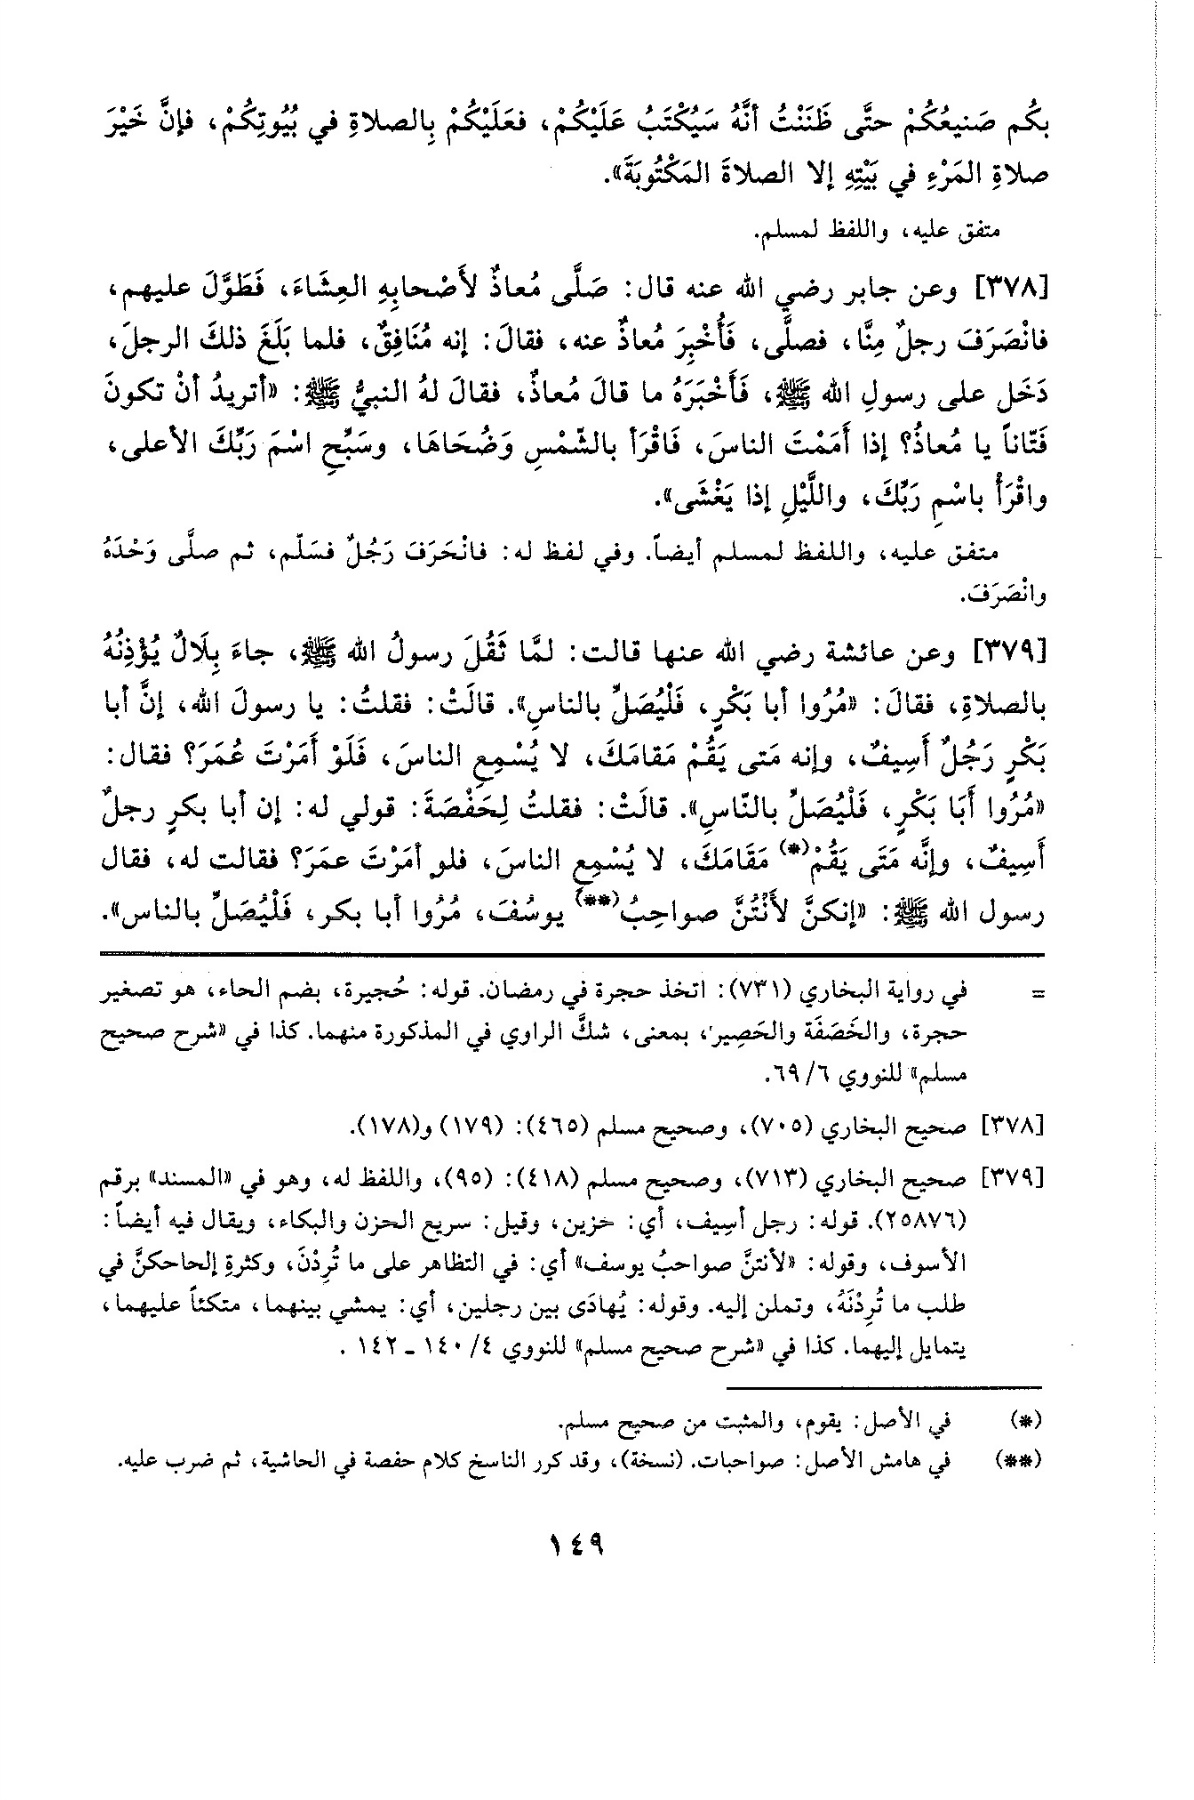 بكُم صَنيعُكُمْ حتَّى ظَنَنْتُ أنَّهُ سَيُكْتَبُ عَلَيْكُمْ، فعَلَيْكُمْ بِالصلاةِ في بُيُوتِكُمْ، فإنَّ خَيْرَ
صلاةِ المَرْءِ في بَيْتِهِ إلا الصلاةَ المَكْتُوبَةَ».
متفق عليه، واللفظ لمسلم.
[٣٧٨] وعن جابر رضي الله عنه قال: صَلَّى مُعاذٌ لأَصْحابِهِ العِشَاءَ، فَطَوَّلَ عليهم،
فانْصَرَفَ رجلٌ مِنَّا، فصلَّى، فَأُخْبِرَ مُعاذٌ عنه، فقالَ: إنه مُنَافِقٌ، فلما بَلَغَ ذلكَ الرجلَ،
دَخَل على رسولِ الله ﷺ، فَأَخْبَرَهُ ما قالَ مُعاذٌ، فقالَ لهُ النبيُّ ﷺ: «أتريدُ أنْ تكونَ
فَتّاناً يا مُعاذُ؟ إذا أَمَمْتَ الناسَ، فَاقْرَأ بالشّمْسِ وَضُحَاهَا، وسَبِّحِ اسْمَ رَبِّكَ الأعلى،
واقْرَأْ باسْمِ رَبِّكَ، واللَّيْلِ إذا يَغْشَى».
متفق عليه، واللفظ لمسلم أيضاً. وفي لفظ له: فانْحَرَفَ رَجُلٌ فسَلّم، ثم صلَّى وَحْدَهُ
وانْصَرَفَ.
[٣٧٩] وعن عائشة رضي الله عنها قالت: لمَّا ثَقُلَ رسولُ الله ﷺ، جاءَ بِلَالٌ يُؤْذِنُهُ
بالصلاةِ، فقالَ: «مُرُوا أبا بَكْرٍ، فَلْيُصَلِّ بالناسِ». قالَتْ: فقلتُ: يا رسولَ الله، إنَّ أبا
بَكْرٍ رَجُلٌ أَسِيفٌ، وإنه مَتى يَقُمْ مَقامَكَ، لا يُسْمِعِ الناسَ، فَلَوْ أَمَرْتَ عُمَرَ؟ فقال:
«مُرُوا أَبَا بَكْرٍ، فَلْيُصَلِّ بالنّاسِ». قالَتْ: فقلتُ لِحَفْصَةَ: قولي له: إن أبا بكرٍ رجلٌ
أَسِيفٌ، وإنَّه مَتَى يَقُمْ(*) مَقَامَكَ، لا يُسْمِعِ الناسَ، فلو أمَرْتَ عمَرَ؟ فقالت له، فقال
رسول الله ﷺ: «إنكنَّ لأَنْتُنَّ صواحِبُ(**) يوسُفَ، مُرُوا أبا بكر، فَلْيُصَلِّ بالناس».
= في رواية البخاري (٧٣١): اتخذ حجرة في رمضان. قوله: حُجيرة، بضم الحاء، هو تصغير
حجرة، والخَصَفَة والحَصِير، بمعنى، شكَّ الراوي في المذكورة منهما. كذا في «شرح صحيح
مسلم» للنووي ٦/ ٦٩.
[٣٧٨] صحيح البخاري (٧٠٥)، وصحيح مسلم (٤٦٥): (١٧٩) و(١٧٨).
[٣٧٩] صحيح البخاري (٧١٣)، وصحيح مسلم (٤١٨): (٩٥)، واللفظ له، وهو في «المسند» برقم
(٢٥٨٧٦). قوله: رجل أسِيف، أي: حزين، وقيل: سريع الحزن والبكاء، ويقال فيه أيضاً:
الأسوف، وقوله: «لأنتنَّ صواحبُ يوسف» أي: في التظاهر على ما تُرِدْنَ، وكثرةِ إلحاحكنَّ في
طلب ما تُرِدْنَهُ، وتملن إليه. وقوله: يُهادَى بين رجلين، أي: يمشي بينهما، متكئاً عليهما،
يتمايل إليهما. كذا في «شرح صحيح مسلم» للنووي ٤/ ١٤٠ ـ ١٤٢ .
(*) في الأصل: يقوم، والمثبت من صحيح مسلم.
(**) في هامش الأصل: صواحبات. (نسخة)، وقد كرر الناسخ كلام حفصة في الحاشية، ثم ضرب عليه.
١٤٩